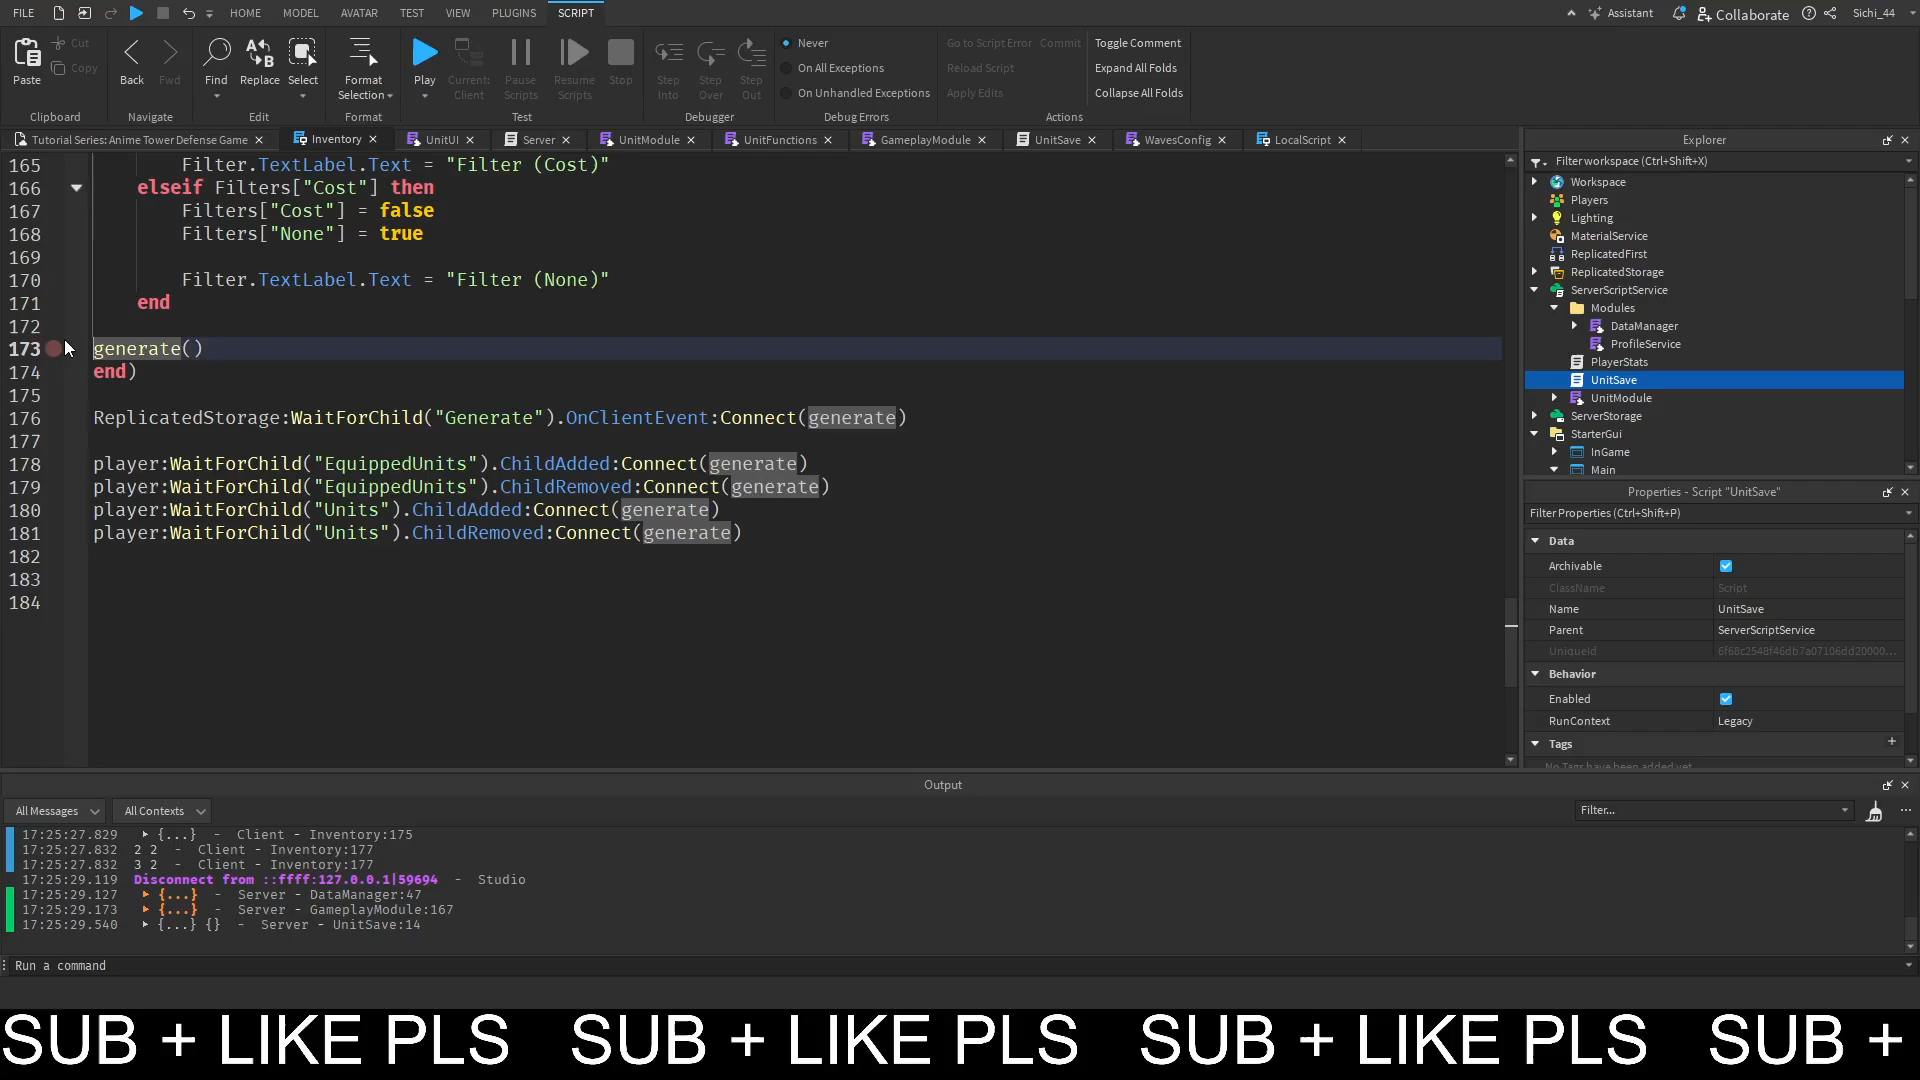 FILE HOME MODEL AVATAR TEST VIEW PLUGINS SCRIPT Assistant Collaborate Sichi_44
Paste Cut Copy Back Fwd Find Replace Select Format Selection Play Current: Client Pause Scripts Resume Scripts Stop Step Into Step Over Step Out
Never Go to Script Error Commit Toggle Comment
On All Exceptions Reload Script Expand All Folds
On Unhandled Exceptions Apply Edits Collapse All Folds
Clipboard Navigate Edit Format Test Debugger Debug Errors Actions
Tutorial Series: Anime Tower Defense Game Inventory UnitUI Server UnitModule UnitFunctions GameplayModule UnitSave WavesConfig LocalScript
165 Filter.TextLabel.Text = "Filter (Cost)"
166 elseif Filters["Cost"] then
167 Filters["Cost"] = false
168 Filters["None"] = true
169
170 Filter.TextLabel.Text = "Filter (None)"
171 end
172
173 generate()
174 end)
175
176 ReplicatedStorage:WaitForChild("Generate").OnClientEvent:Connect(generate)
177
178 player:WaitForChild("EquippedUnits").ChildAdded:Connect(generate)
179 player:WaitForChild("EquippedUnits").ChildRemoved:Connect(generate)
180 player:WaitForChild("Units").ChildAdded:Connect(generate)
181 player:WaitForChild("Units").ChildRemoved:Connect(generate)
182
183
184
Explorer
Filter workspace (Ctrl+Shift+X)
Workspace
Players
Lighting
MaterialService
ReplicatedFirst
ReplicatedStorage
ServerScriptService
Modules
DataManager
ProfileService
PlayerStats
UnitSave
UnitModule
ServerStorage
StarterGui
InGame
Main
Properties - Script "UnitSave"
Filter Properties (Ctrl+Shift+P)
Data
Archivable
ClassName Script
Name UnitSave
Parent ServerScriptService
UniqueId 6f68c2548f46db7a07106dd20000...
Behavior
Enabled
RunContext Legacy
Tags +
No Tags have been added yet
Output
All Messages All Contexts Filter...
17:25:27.829 {...} - Client - Inventory:175
17:25:27.832 2 2 - Client - Inventory:177
17:25:27.832 3 2 - Client - Inventory:177
17:25:29.119 Disconnect from ::ffff:127.0.0.1|59694 - Studio
17:25:29.127 {...} - Server - DataManager:47
17:25:29.173 {...} - Server - GameplayModule:167
17:25:29.540 {...} {} - Server - UnitSave:14
Run a command
SUB + LIKE PLS SUB + LIKE PLS SUB + LIKE PLS SUB +